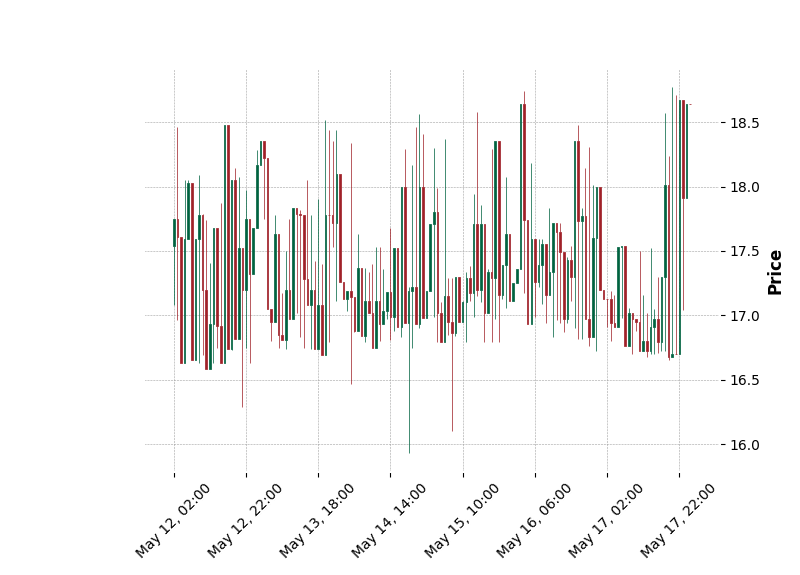 18.5
18.0
17.5
17.0
16.5
16.0
Price
May 12, 02:00
May 12, 22:00
May 13, 18:00
May 14, 14:00
May 15, 10:00
May 16, 06:00
May 17, 02:00
May 17, 22:00